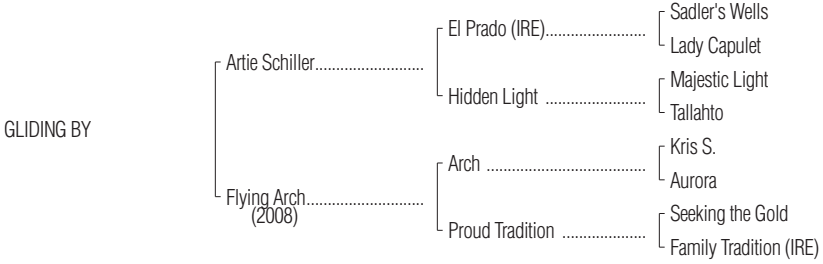 Sadler's Wells
El Prado (IRE)........................
Lady Capulet
Artie Schiller..........................
Majestic Light
Hidden Light ........................
Tallahto
GLIDING BY
Kris S.
Arch ......................................
Aurora
Flying Arch............................
(2008)
Seeking the Gold
Proud Tradition ....................
Family Tradition (IRE)